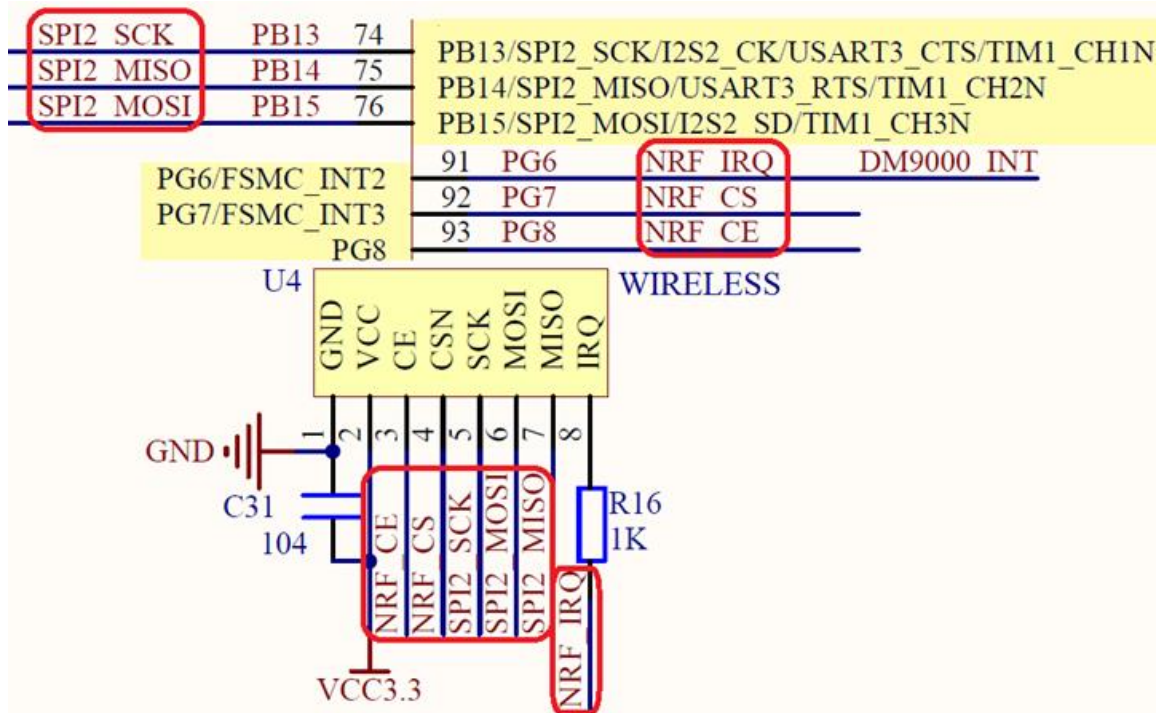 SPI2_SCK PB13 74
SPI2_MISO PB14 75
SPI2_MOSI PB15 76
PB13/SPI2_SCK/I2S2_CK/USART3_CTS/TIM1_CH1N
PB14/SPI2_MISO/USART3_RTS/TIM1_CH2N
PB15/SPI2_MOSI/I2S2_SD/TIM1_CH3N
PG6/FSMC_INT2 91 PG6 NRF_IRQ DM9000_INT
PG7/FSMC_INT3 92 PG7 NRF_CS
PG8 93 PG8 NRF_CE
U4 WIRELESS
GND VCC CE CSN SCK MOSI MISO IRQ
1 2 3 4 5 6 7 8
GND
C31
104
NRF_CE NRF_CS SPI2_SCK SPI2_MOSI SPI2_MISO
R16
1K
NRF_IRQ
VCC3.3